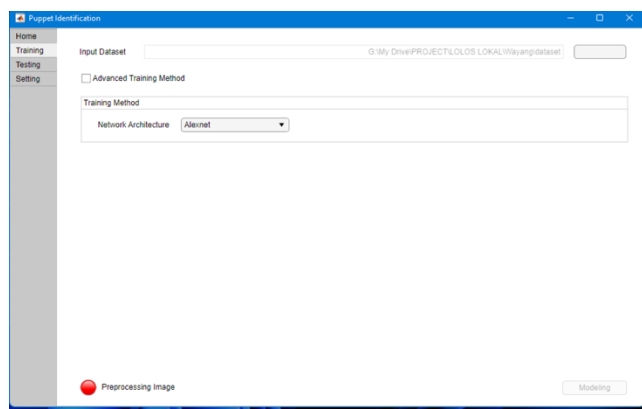 Puppet Identification
Home
Training
Testing
Setting
Input Dataset G:\My Drive\PROJECT\LOLOS LOKAL\Wayang\dataset
Advanced Training Method
Training Method
Network Architecture Alexnet
Preprocessing Image Modeling